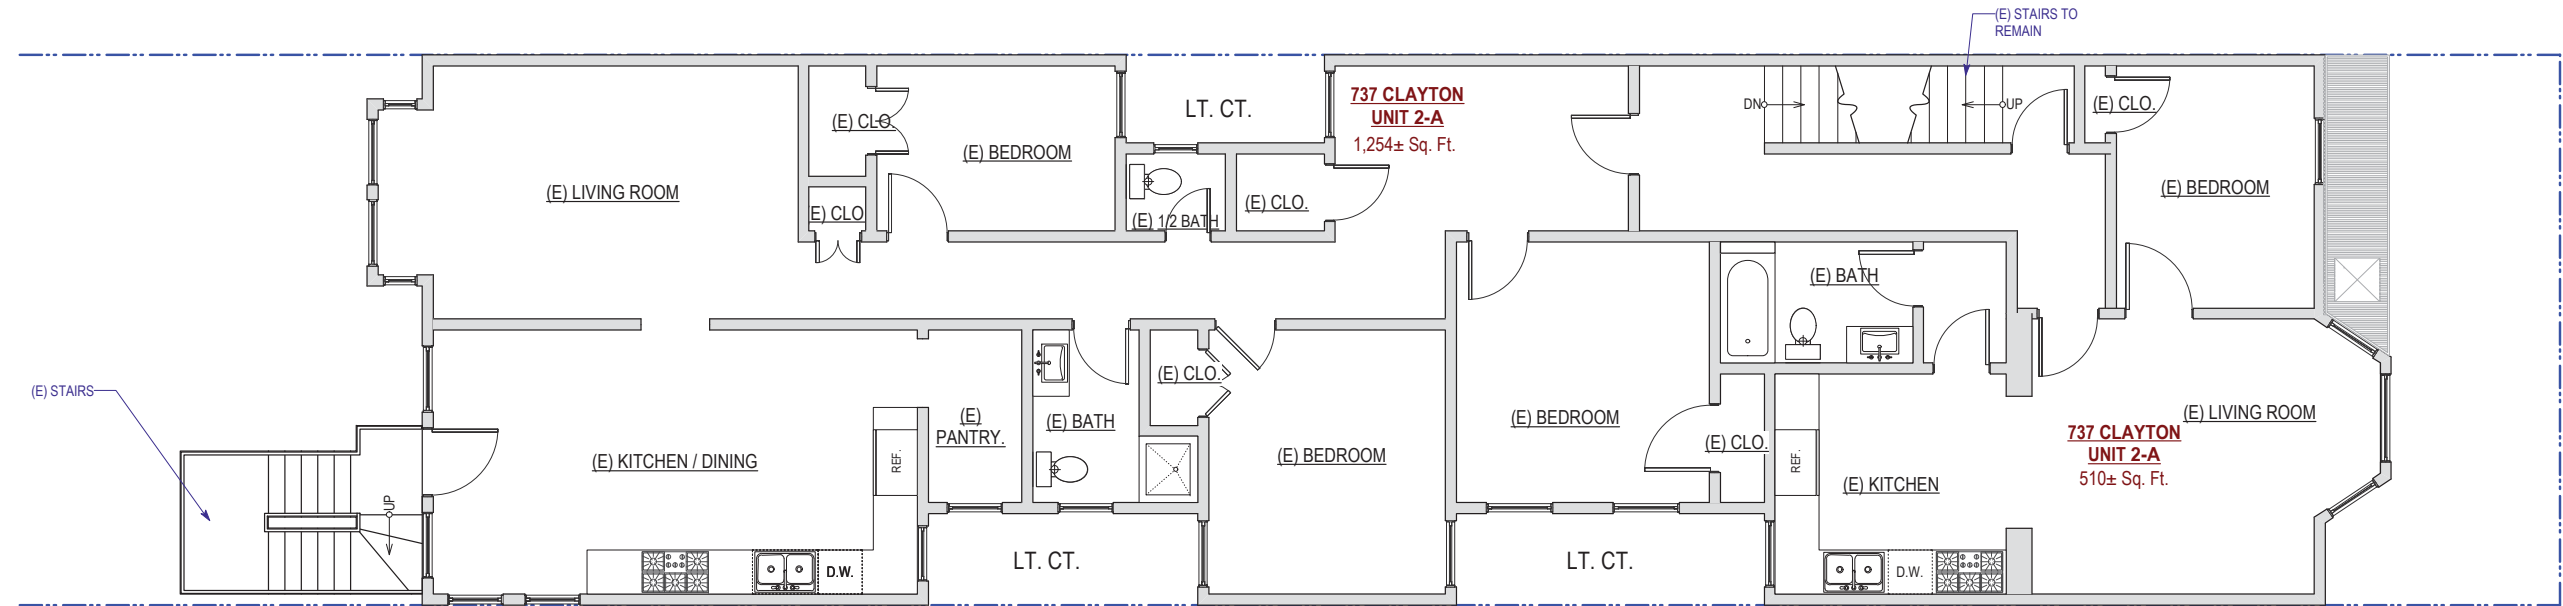 (E) STAIRS TO
REMAIN
LT. CT.
737 CLAYTON
UNIT 2-A
1,254± Sq. Ft.
DN
UP
(E) CLO.
(E) CLO.
(E) BEDROOM
(E) LIVING ROOM
E) CLO
(E) 1/2 BATH
(E) CLO.
(E) BEDROOM
(E) BATH
(E) STAIRS
(E) CLO.
(E)
PANTRY.
(E) BATH
(E) BEDROOM
(E) LIVING ROOM
(E) KITCHEN / DINING
REF.
(E) BEDROOM
(E) CLO.
REF.
(E) KITCHEN
737 CLAYTON
UNIT 2-A
510± Sq. Ft.
UP
D.W.
LT. CT.
LT. CT.
D.W.